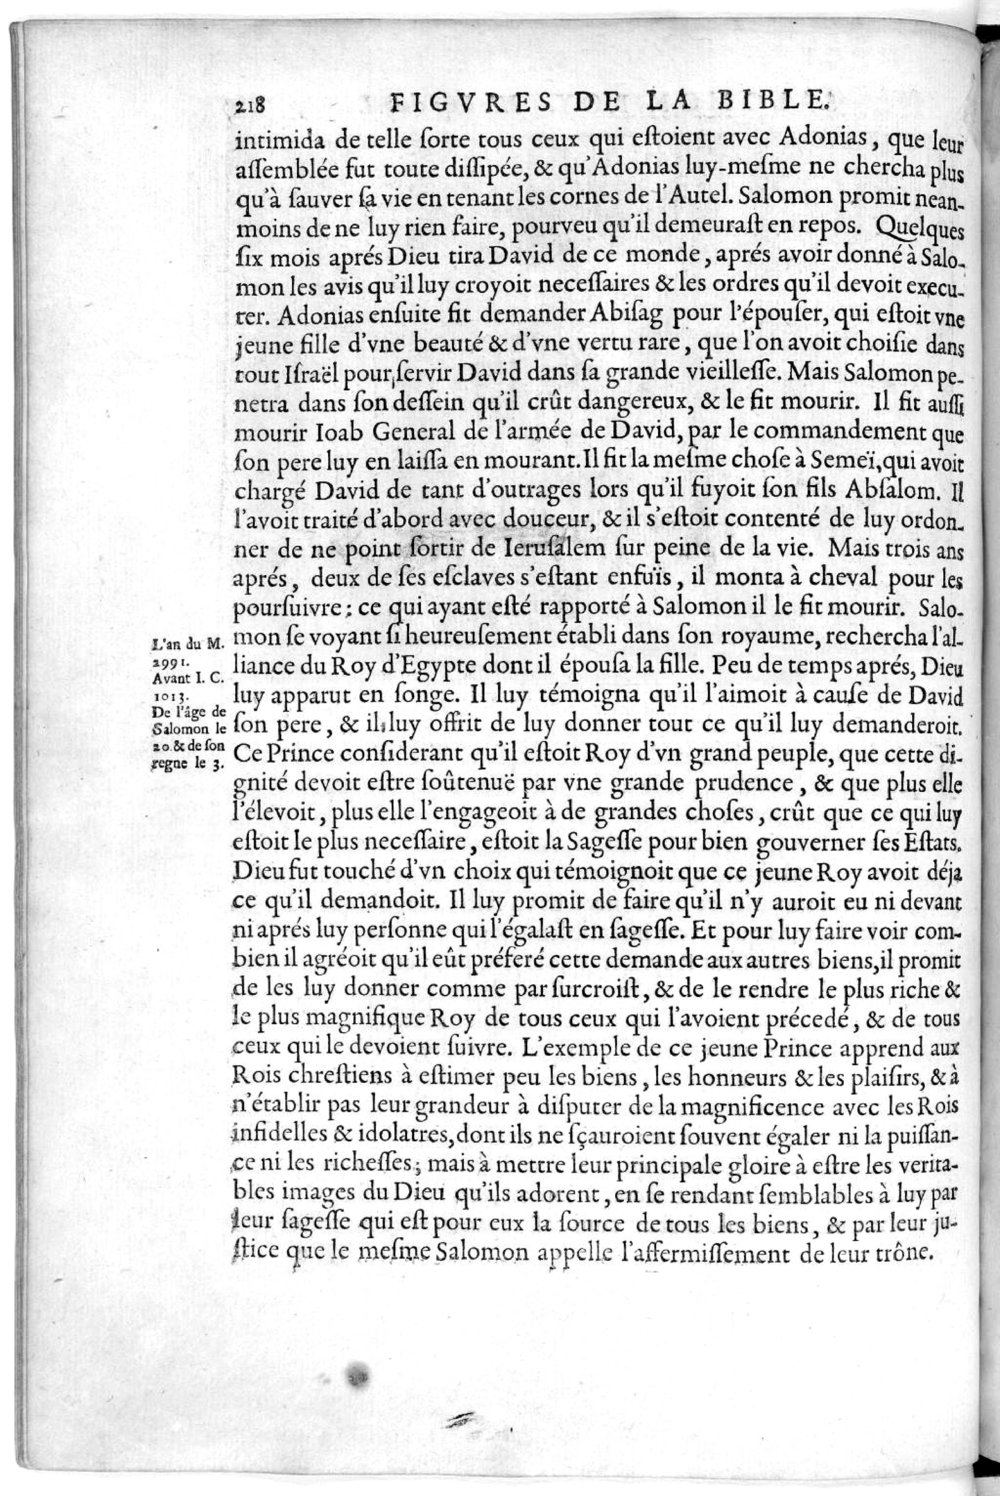 218 FIGVRES DE LA BIBLE.
intimida de telle ſorte tous ceux qui eſtoient avec Adonias, que leur
aſſemblée fut toute diſſipée, & qu'Adonias luy-meſme ne chercha plus
qu'à ſauver ſa vie en tenant les cornes de l'Autel. Salomon promit nean-
moins de ne luy rien faire, pourveu qu'il demeuraſt en repos. Quelques
ſix mois aprés Dieu tira David de ce monde, aprés avoir donné à Salo-
mon les avis qu'il luy croyoit neceſſaires & les ordres qu'il devoit execu-
ter. Adonias enſuite fit demander Abiſag pour l'épouſer, qui eſtoit vne
jeune fille d'vne beauté & d'vne vertu rare, que l'on avoit choiſie dans
tout Iſraël pour ſervir David dans ſa grande vieilleſſe. Mais Salomon pe-
netra dans ſon deſſein qu'il crût dangereux, & le fit mourir. Il fit auſſi
mourir Ioab General de l'armée de David, par le commandement que
ſon pere luy en laiſſa en mourant. Il fit la meſme choſe à Semeï, qui avoit
chargé David de tant d'outrages lors qu'il fuyoit ſon fils Abſalom. Il
l'avoit traité d'abord avec douceur, & il s'eſtoit contenté de luy ordon-
ner de ne point ſortir de Ieruſalem ſur peine de la vie. Mais trois ans
aprés, deux de ſes eſclaves s'eſtant enfuïs, il monta à cheval pour les
pourſuivre: ce qui ayant eſté rapporté à Salomon il le fit mourir. Salo-
mon ſe voyant ſi heureuſement établi dans ſon royaume, rechercha l'al-
liance du Roy d'Egypte dont il épouſa la fille. Peu de temps aprés, Dieu
luy apparut en ſonge. Il luy témoigna qu'il l'aimoit à cauſe de David
ſon pere, & il luy offrit de luy donner tout ce qu'il luy demanderoit.
Ce Prince conſiderant qu'il eſtoit Roy d'vn grand peuple, que cette di-
gnité devoit eſtre ſoûtenuë par vne grande prudence, & que plus elle
l'élevoit, plus elle l'engageoit à de grandes choſes, crût que ce qui luy
eſtoit le plus neceſſaire, eſtoit la Sageſſe pour bien gouverner ſes Eſtats.
Dieu fut touché d'vn choix qui témoignoit que ce jeune Roy avoit déja
ce qu'il demandoit. Il luy promit de faire qu'il n'y auroit eu ni devant
ni aprés luy perſonne qui l'égalaſt en ſageſſe. Et pour luy faire voir com-
bien il agréoit qu'il eût préferé cette demande aux autres biens, il promit
de les luy donner comme par ſurcroiſt, & de le rendre le plus riche &
le plus magnifique Roy de tous ceux qui l'avoient précedé, & de tous
ceux qui le devoient ſuivre. L'exemple de ce jeune Prince apprend aux
Rois chreſtiens à eſtimer peu les biens, les honneurs & les plaiſirs, & à
n'établir pas leur grandeur à diſputer de la magnificence avec les Rois
infidelles & idolatres, dont ils ne ſçauroient ſouvent égaler ni la puiſſan-
ce ni les richeſſes; mais à mettre leur principale gloire à eſtre les verita-
bles images du Dieu qu'ils adorent, en ſe rendant ſemblables à luy par
leur ſageſſe qui eſt pour eux la ſource de tous les biens, & par leur ju-
ſtice que le meſme Salomon appelle l'affermiſſement de leur trône.
L'an du M.
2991.
Avant I. C.
1013.
De l'âge de
Salomon le
20. & de ſon
regne le 3.